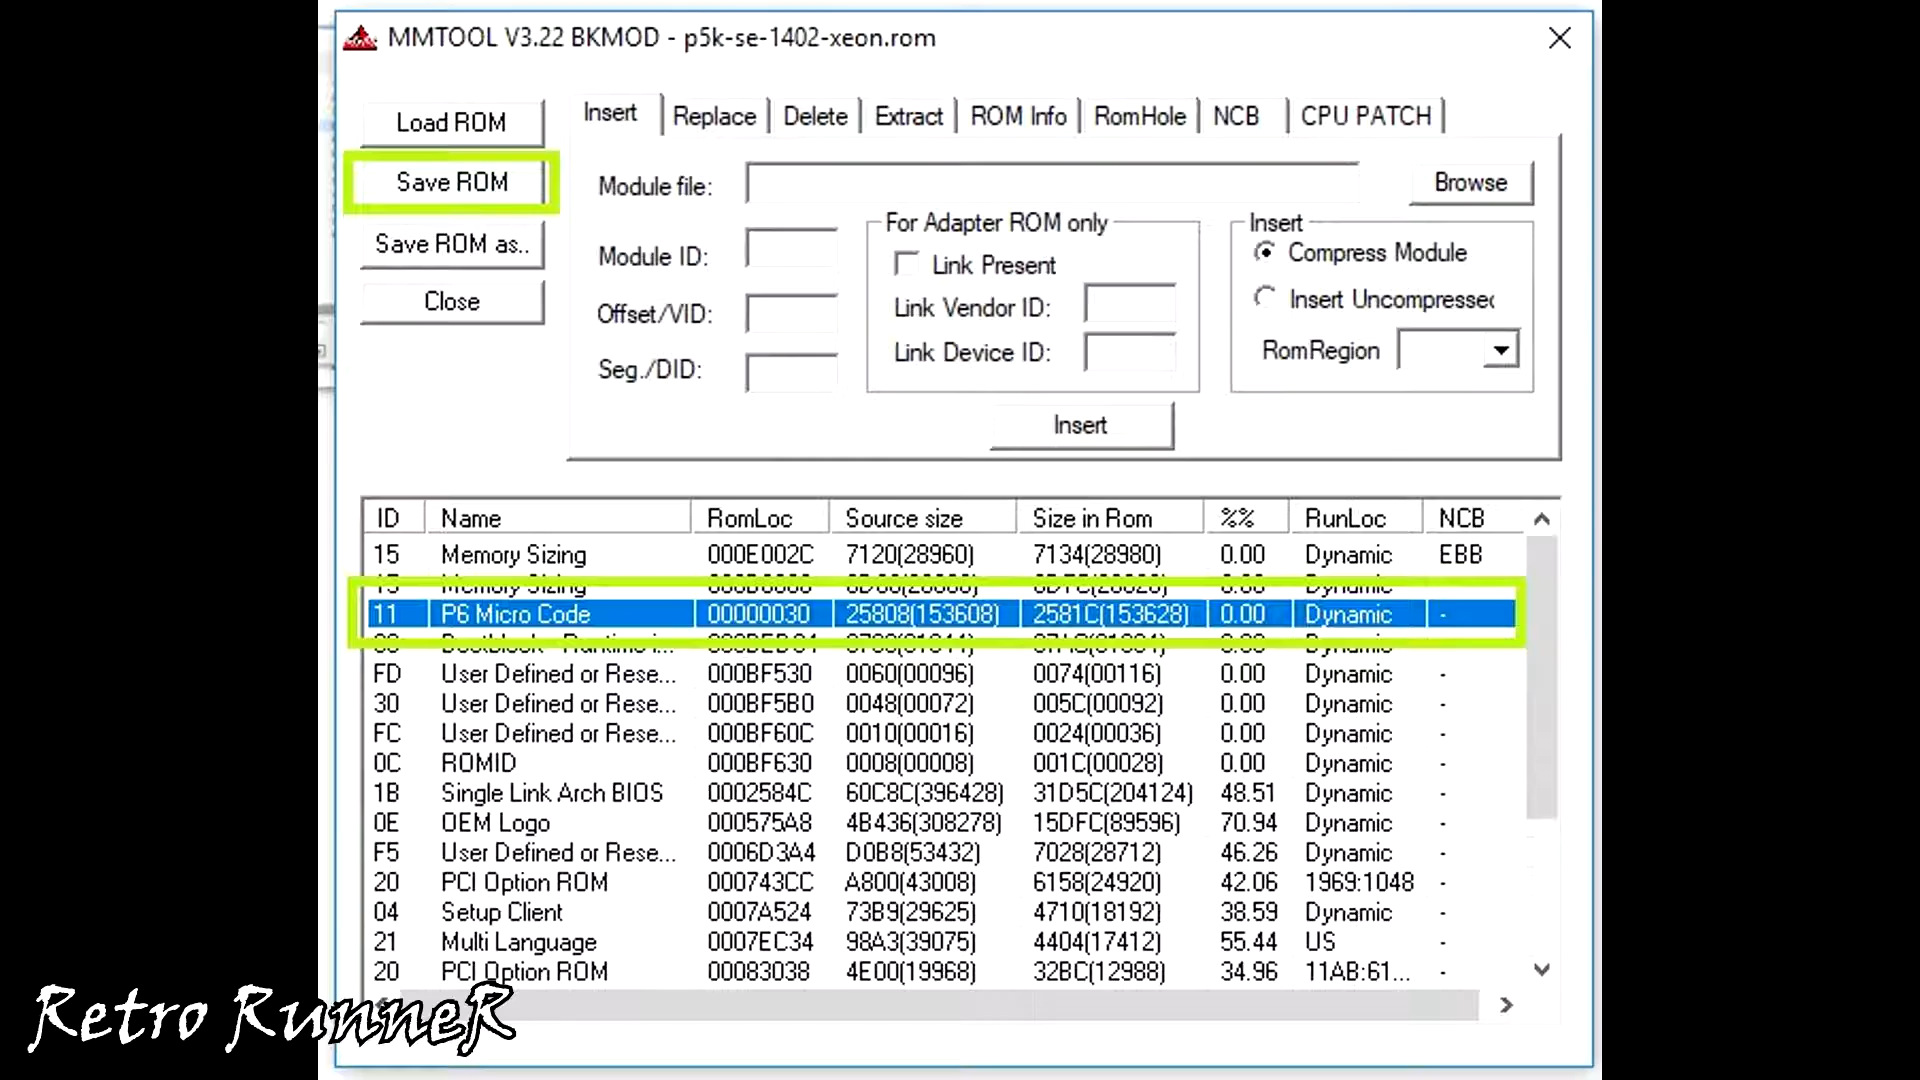 MMTOOL V3.22 BKMOD - p5k-se-1402-xeon.rom
Load ROM
Save ROM
Save ROM as..
Close
Insert Replace Delete Extract ROM Info RomHole NCB CPU PATCH
Module file:
Browse
Module ID:
Offset/VID:
Seg./DID:
For Adapter ROM only
Link Present
Link Vendor ID:
Link Device ID:
Insert
Compress Module
Insert Uncompressed
RomRegion
Insert
ID Name RomLoc Source size Size in Rom %% RunLoc NCB
15 Memory Sizing 000E002C 7120(28960) 7134(28980) 0.00 Dynamic EBB
Memory Sizing
11 P6 Micro Code 00000030 25808(153608) 2581C(153628) 0.00 Dynamic -
FD User Defined or Rese... 000BF530 0060(00096) 0074(00116) 0.00 Dynamic -
30 User Defined or Rese... 000BF5B0 0048(00072) 005C(00092) 0.00 Dynamic -
FC User Defined or Rese... 000BF60C 0010(00016) 0024(00036) 0.00 Dynamic -
0C ROMID 000BF630 0008(00008) 001C(00028) 0.00 Dynamic -
1B Single Link Arch BIOS 0002584C 60C8C(396428) 31D5C(204124) 48.51 Dynamic -
0E OEM Logo 000575A8 4B436(308278) 15DFC(89596) 70.94 Dynamic -
F5 User Defined or Rese... 0006D3A4 D0B8(53432) 7028(28712) 46.26 Dynamic -
20 PCI Option ROM 000743CC A800(43008) 6158(24920) 42.06 1969:1048 -
04 Setup Client 0007A524 73B9(29625) 4710(18192) 38.59 Dynamic -
21 Multi Language 0007EC34 98A3(39075) 4404(17412) 55.44 US -
20 PCI Option ROM 00083038 4E00(19968) 32BC(12988) 34.96 11AB:61... -
Retro RunneR